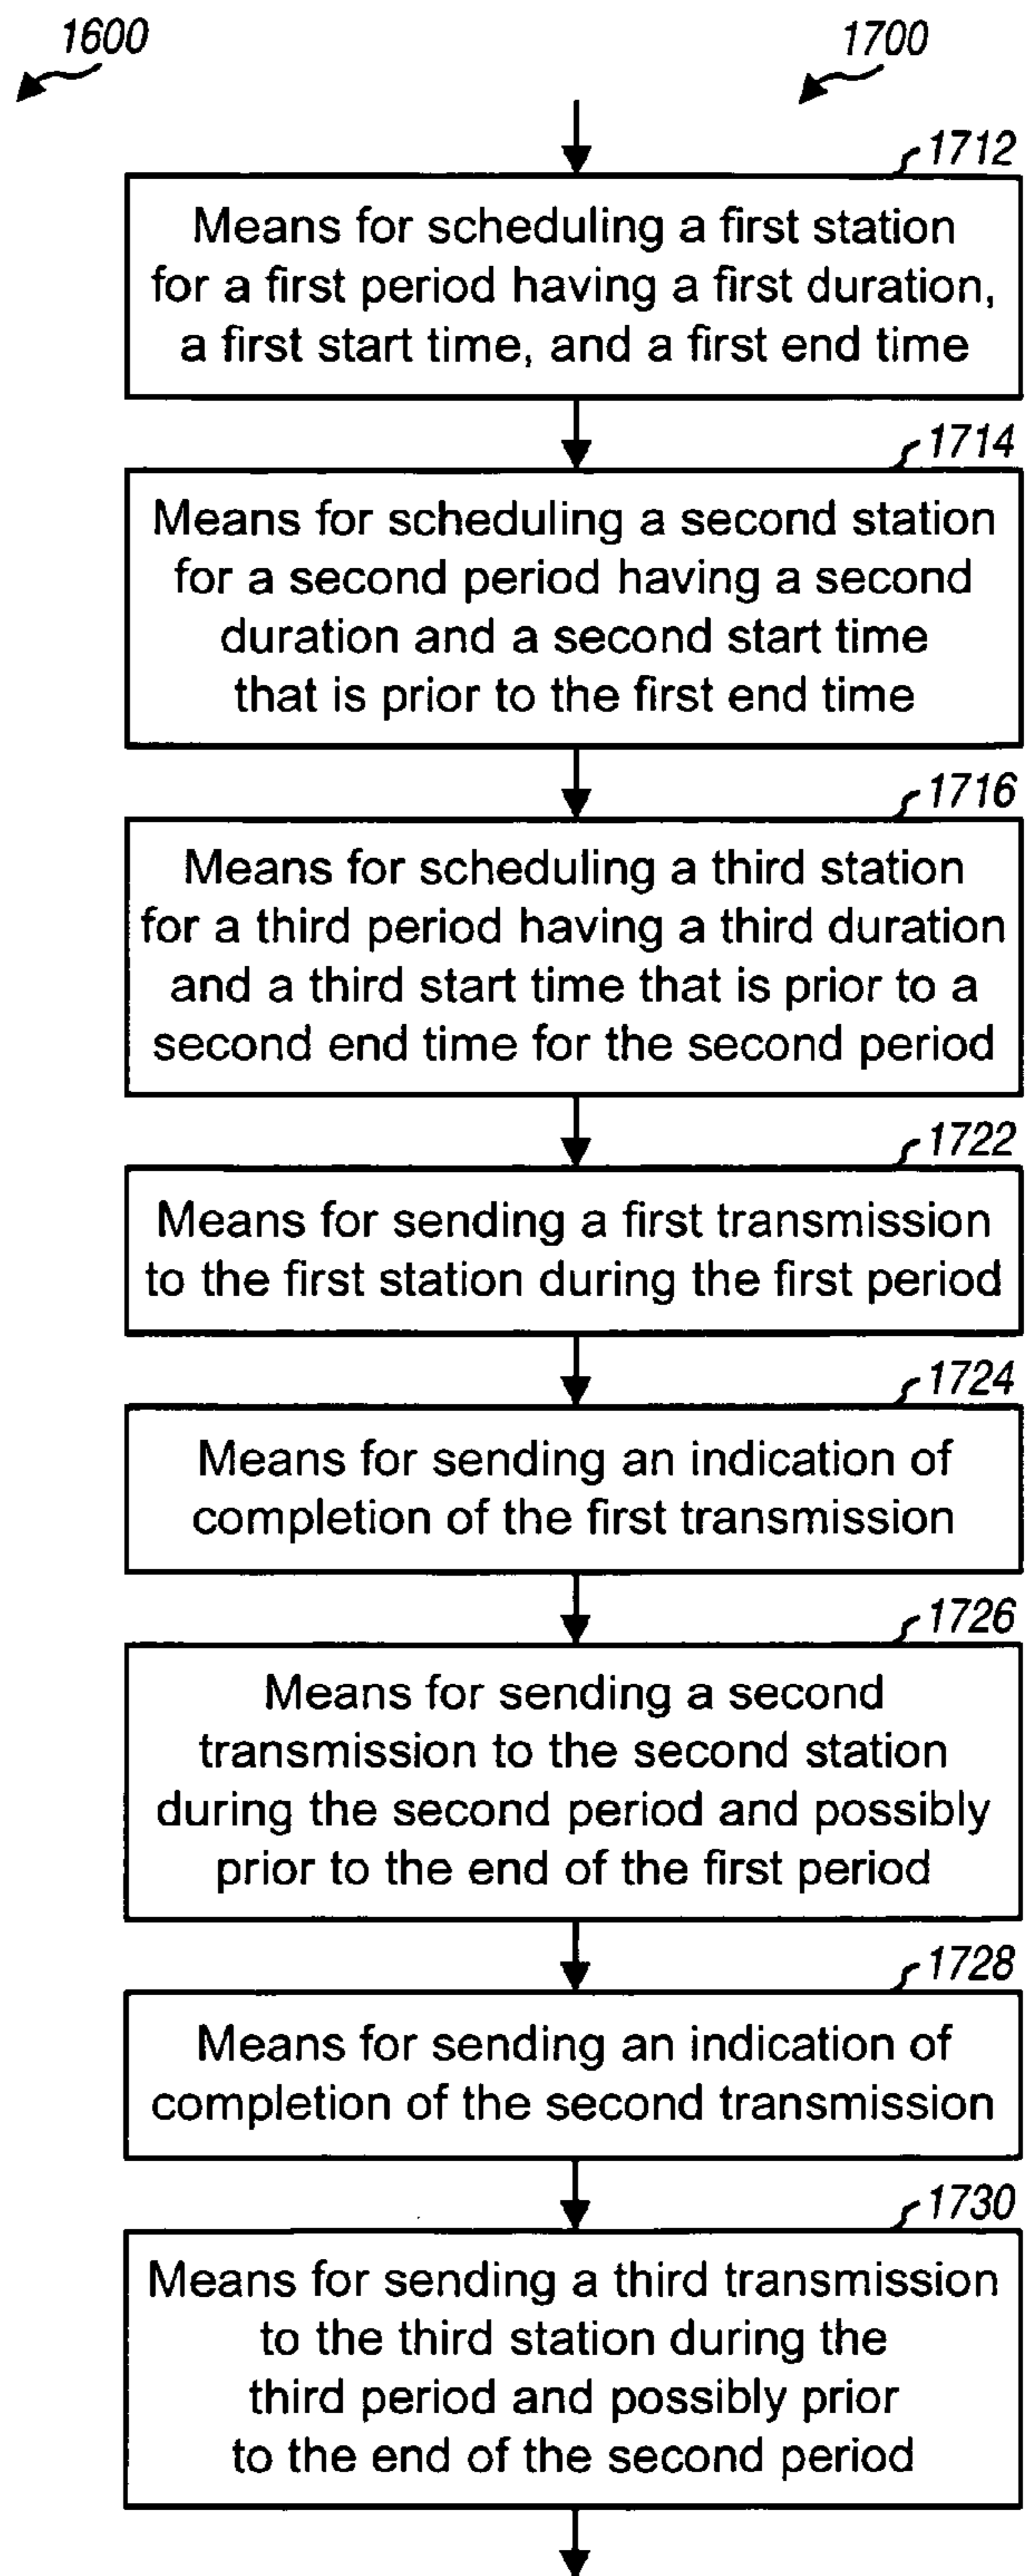 1600
1700
1712
Means for scheduling a first station
for a first period having a first duration,
a first start time, and a first end time
1714
Means for scheduling a second station
for a second period having a second
duration and a second start time
that is prior to the first end time
1716
Means for scheduling a third station
for a third period having a third duration
and a third start time that is prior to a
second end time for the second period
1722
Means for sending a first transmission
to the first station during the first period
1724
Means for sending an indication of
completion of the first transmission
1726
Means for sending a second
transmission to the second station
during the second period and possibly
prior to the end of the first period
1728
Means for sending an indication of
completion of the second transmission
1730
Means for sending a third transmission
to the third station during the
third period and possibly prior
to the end of the second period